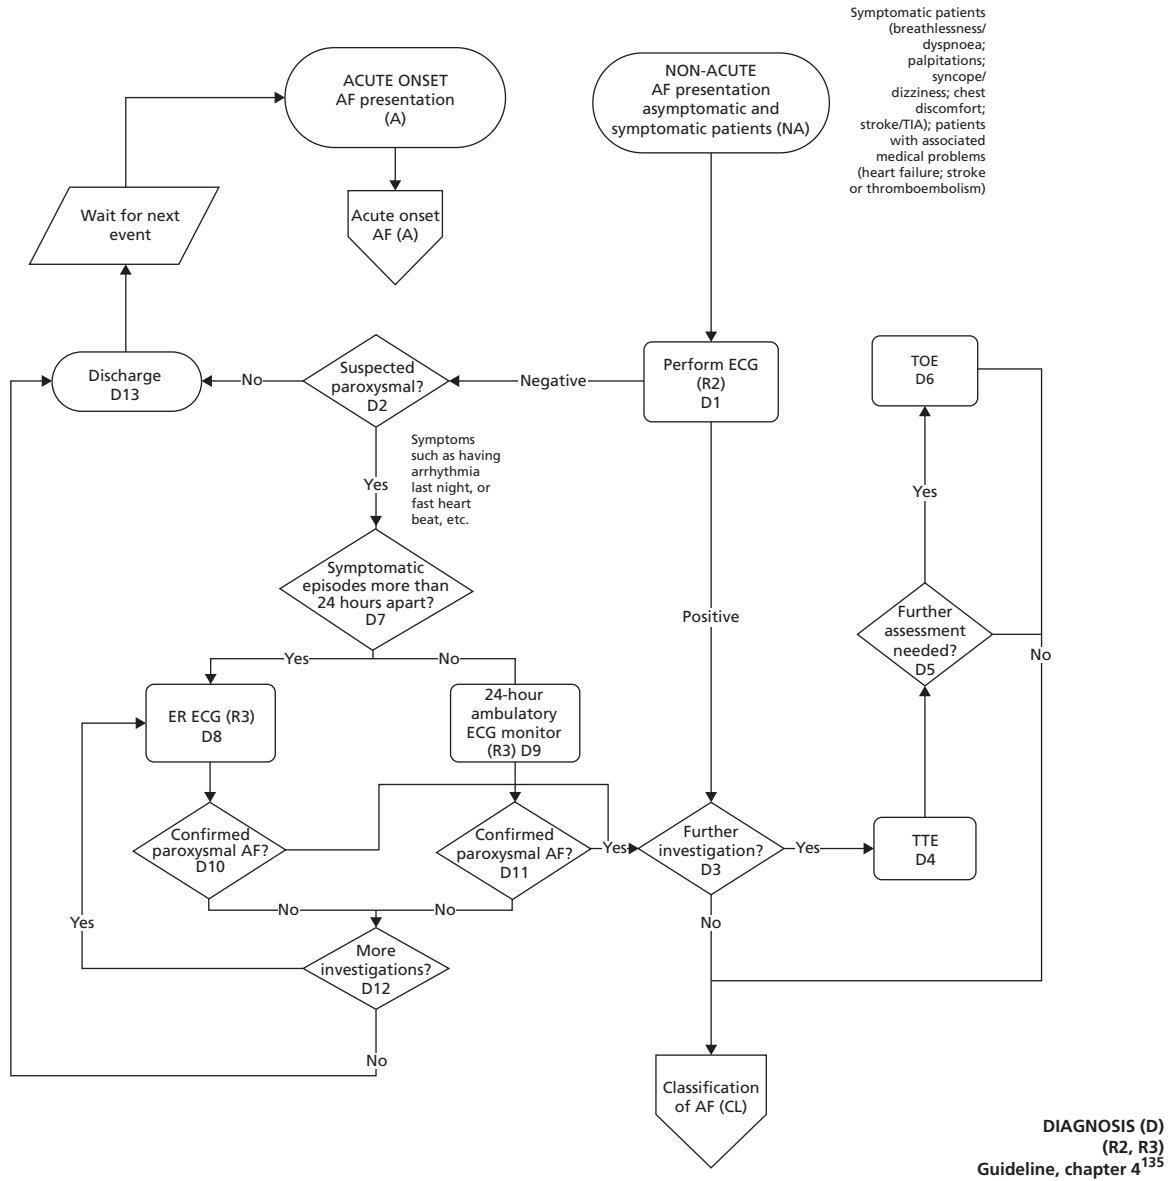 Symptomatic patients
(breathlessness/
dyspnoea;
palpitations;
syncope/
dizziness; chest
discomfort;
stroke/TIA); patients
with associated
medical problems
(heart failure; stroke
or thromboembolism)
ACUTE ONSET
AF presentation
(A)
NON-ACUTE
AF presentation
asymptomatic and
symptomatic patients (NA)
Wait for next
event
Acute onset
AF (A)
Discharge
D13
No
Suspected
paroxysmal?
D2
Negative
Perform ECG
(R2)
D1
TOE
D6
Yes
Symptoms
such as having
arrhythmia
last night, or
fast heart
beat, etc.
Yes
Symptomatic
episodes more than
24 hours apart?
D7
Positive
Further
assessment
needed?
D5
No
Yes
No
ER ECG (R3)
D8
24-hour
ambulatory
ECG monitor
(R3) D9
Confirmed
paroxysmal AF?
D10
Confirmed
paroxysmal AF?
D11
Yes
Further
investigation?
D3
Yes
TTE
D4
Yes
No
No
No
More
investigations?
D12
No
Classification
of AF (CL)
DIAGNOSIS (D)
(R2, R3)
Guideline, chapter 4135